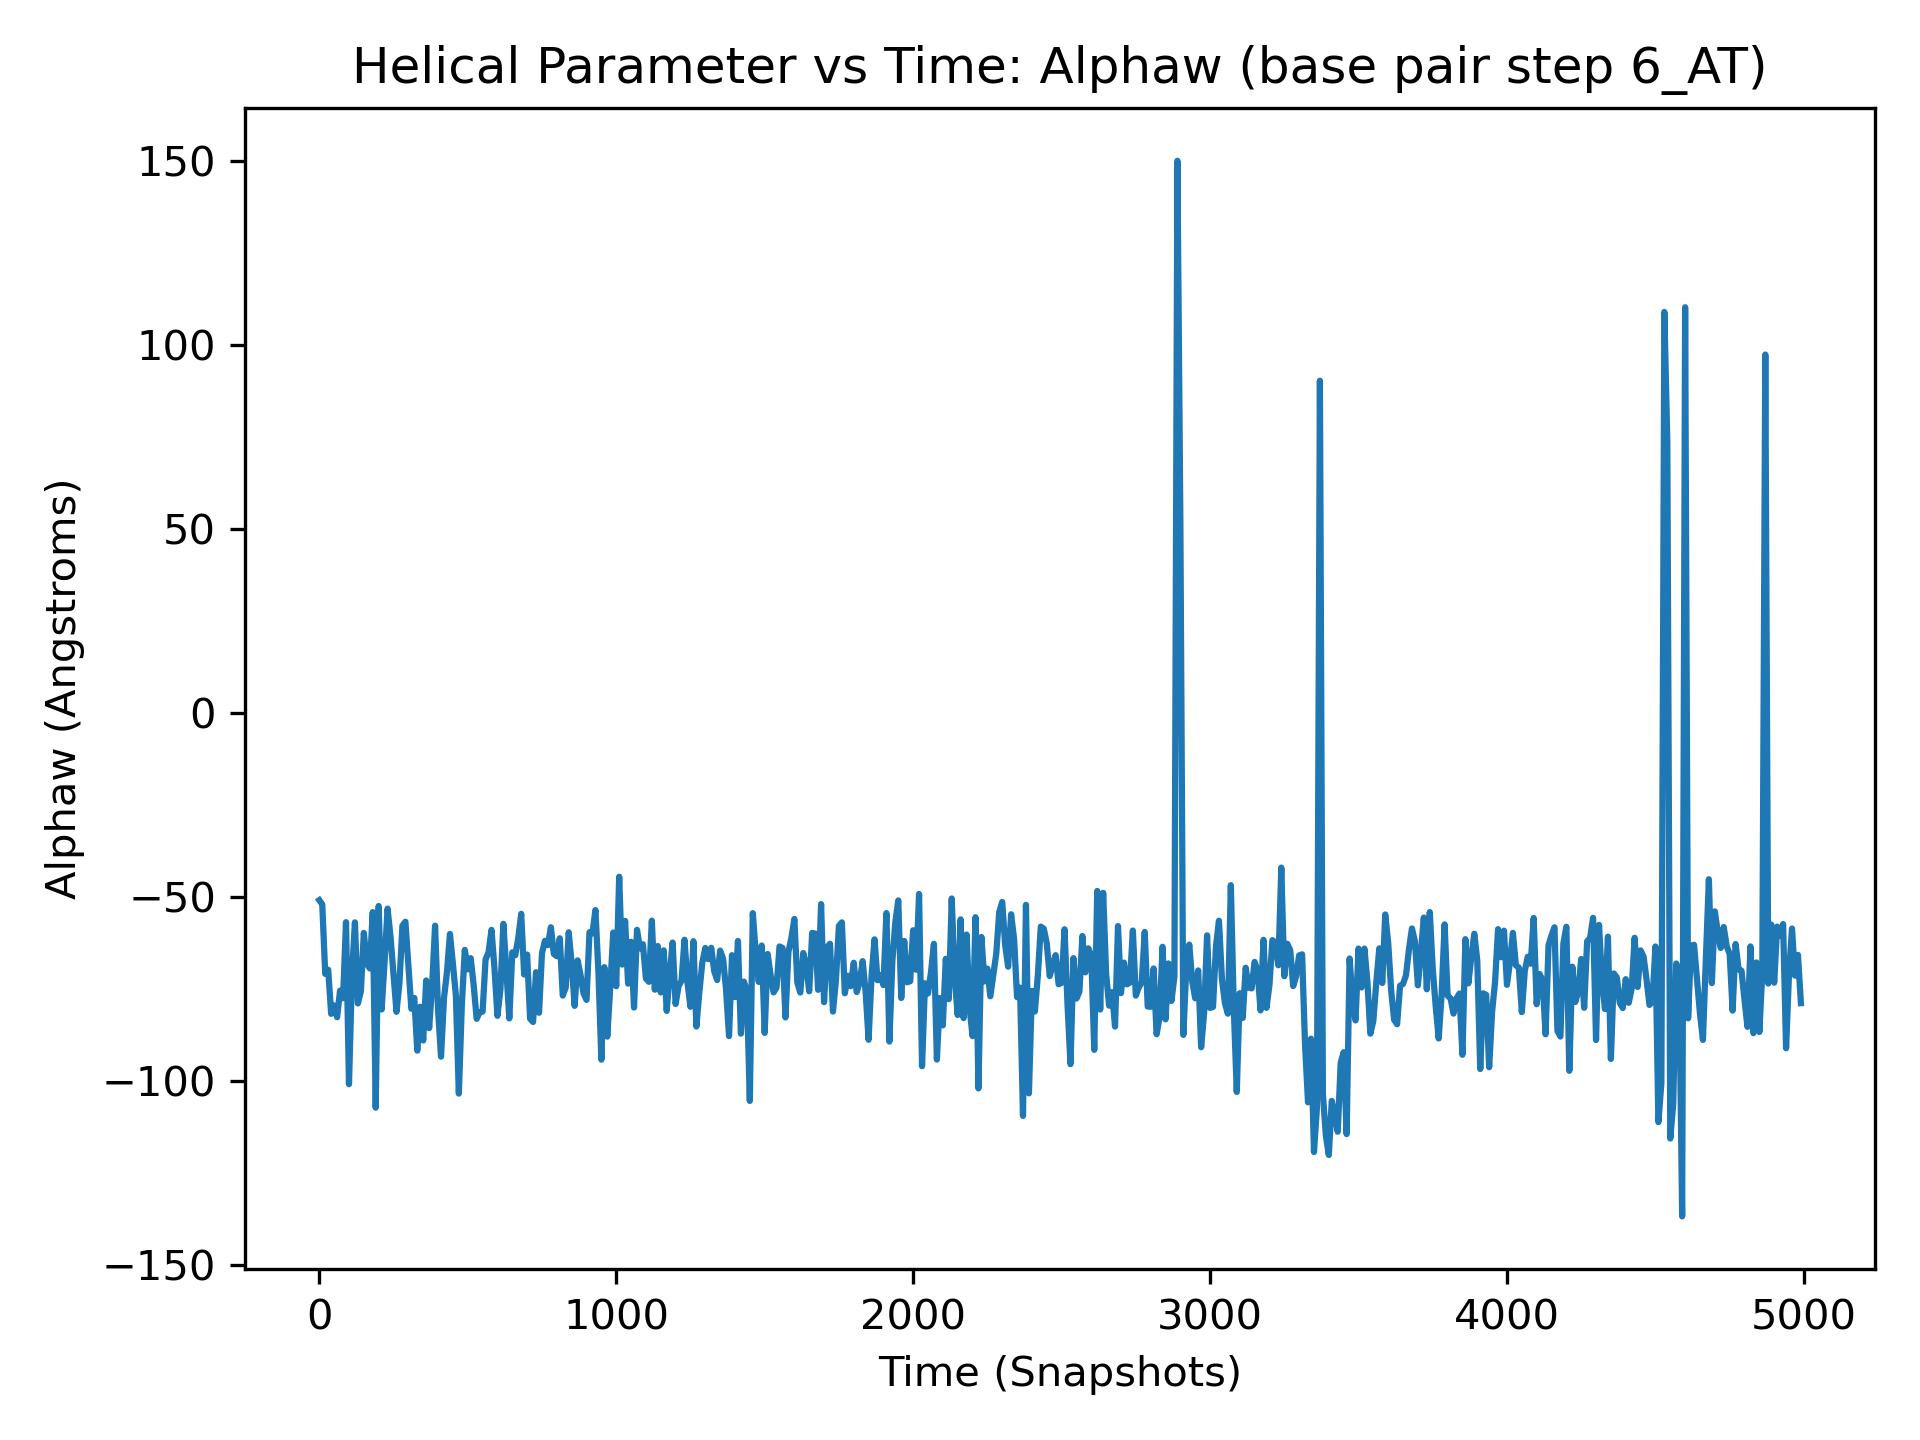 Helical Parameter vs Time: Alphaw (base pair step 6_AT)
150
100
50
0
−50
−100
−150
Alphaw (Angstroms)
0 1000 2000 3000 4000 5000
Time (Snapshots)